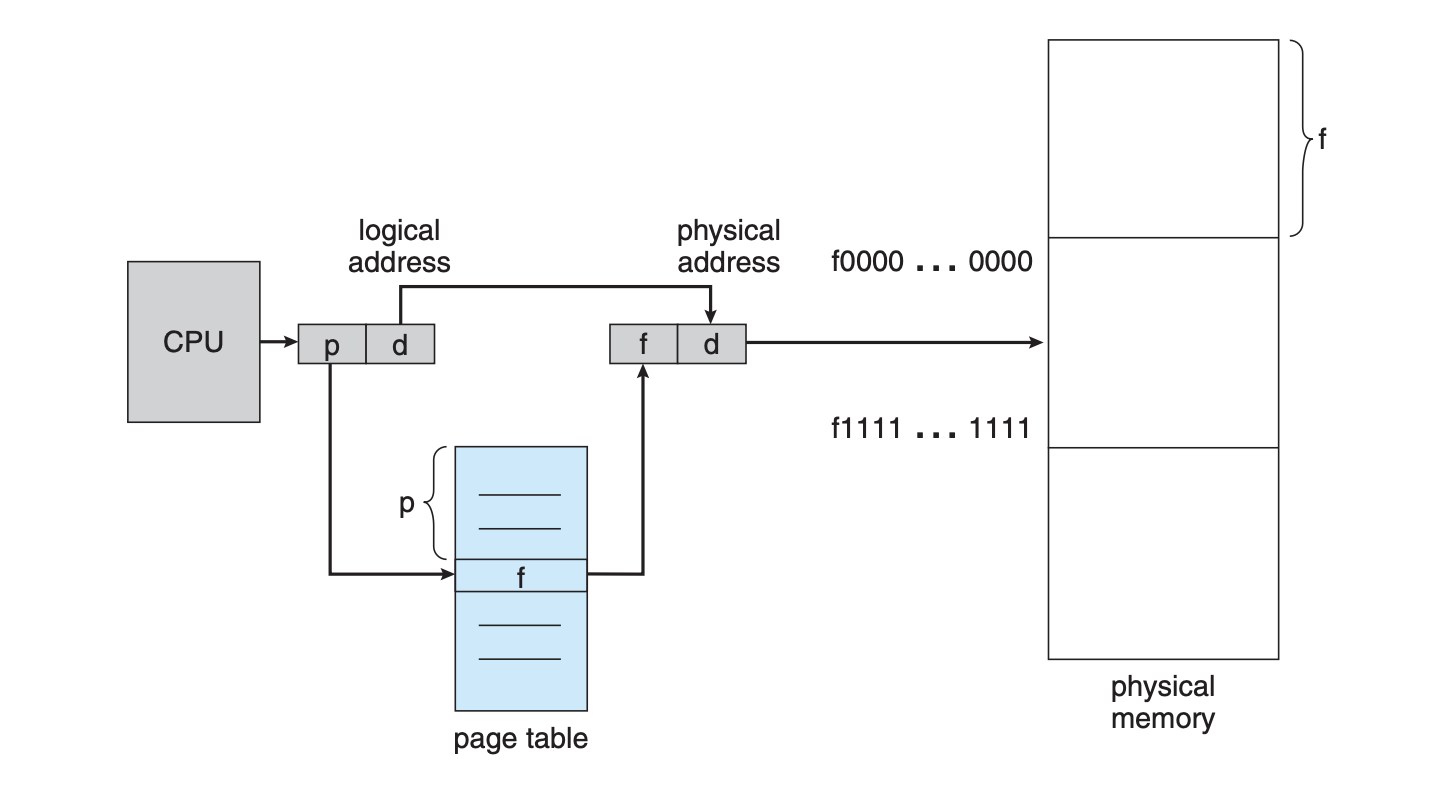 f
logical
address
physical
address
f0000 ... 0000
CPU
p d
f d
f1111 ... 1111
p
f
physical
memory
page table